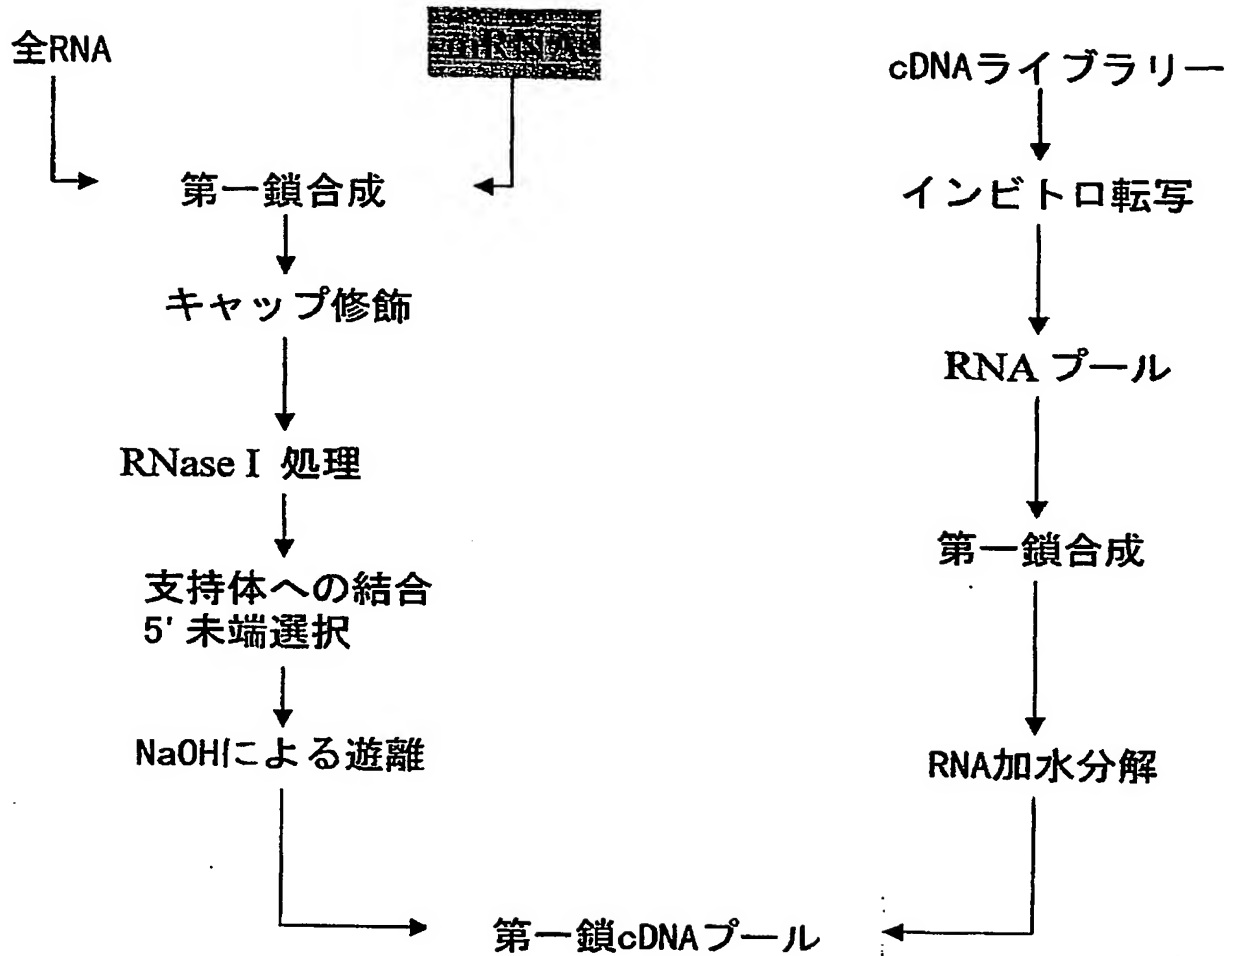 全RNA
mRNA
cDNAライブラリー
第一鎖合成
インビトロ転写
キャップ修飾
RNA プール
RNase I 処理
第一鎖合成
支持体への結合
5' 末端選択
NaOHによる遊離
RNA加水分解
第一鎖cDNAプール